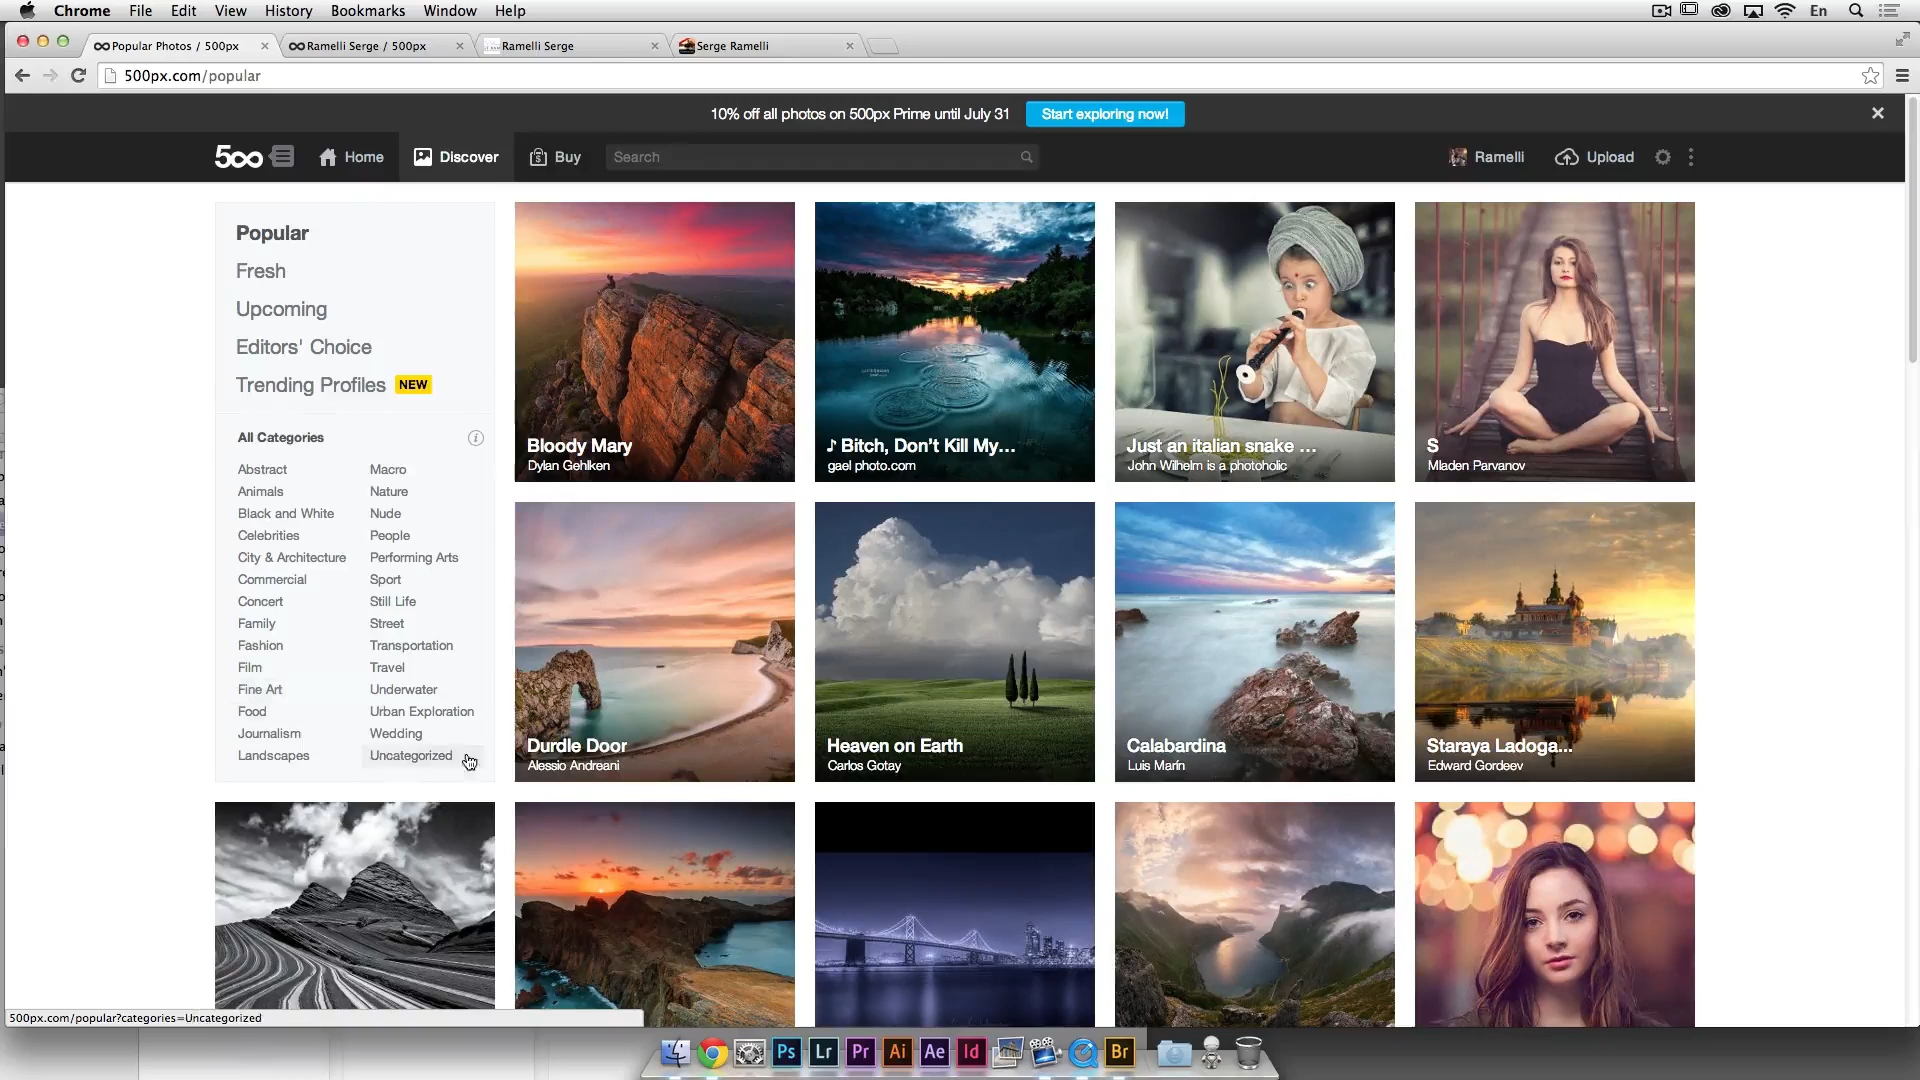 Chrome File Edit View History Bookmarks Window Help En
Popular Photos / 500px
Ramelli Serge / 500px
Ramelli Serge
Serge Ramelli
500px.com/popular
10% off all photos on 500px Prime until July 31
Start exploring now!
500 Home Discover Buy Search Ramelli Upload
Popular
Fresh
Upcoming
Editors' Choice
Trending Profiles NEW
All Categories
Abstract Macro
Animals Nature
Black and White Nude
Celebrities People
City & Architecture Performing Arts
Commercial Sport
Concert Still Life
Family Street
Fashion Transportation
Film Travel
Fine Art Underwater
Food Urban Exploration
Journalism Wedding
Landscapes Uncategorized
Bloody Mary
Dylan Gehlken
♪ Bitch, Don't Kill My...
gael photo.com
Just an italian snake ...
John Wilhelm is a photoholic
S
Mladen Parvanov
Durdle Door
Alessio Andreani
Heaven on Earth
Carlos Gotay
Calabardina
Luis Marín
Staraya Ladoga...
Edward Gordeev
500px.com/popular?categories=Uncategorized
Ps Lr Pr Ai Ae Id Br